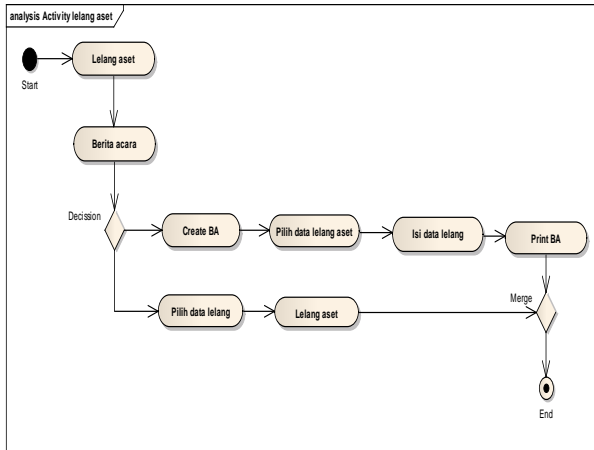 analysis Activity lelang aset
Lelang aset
Start
Berita acara
Decission
Create BA
Pilih data lelang aset
Isi data lelang
Print BA
Pilih data lelang
Lelang aset
Merge
End